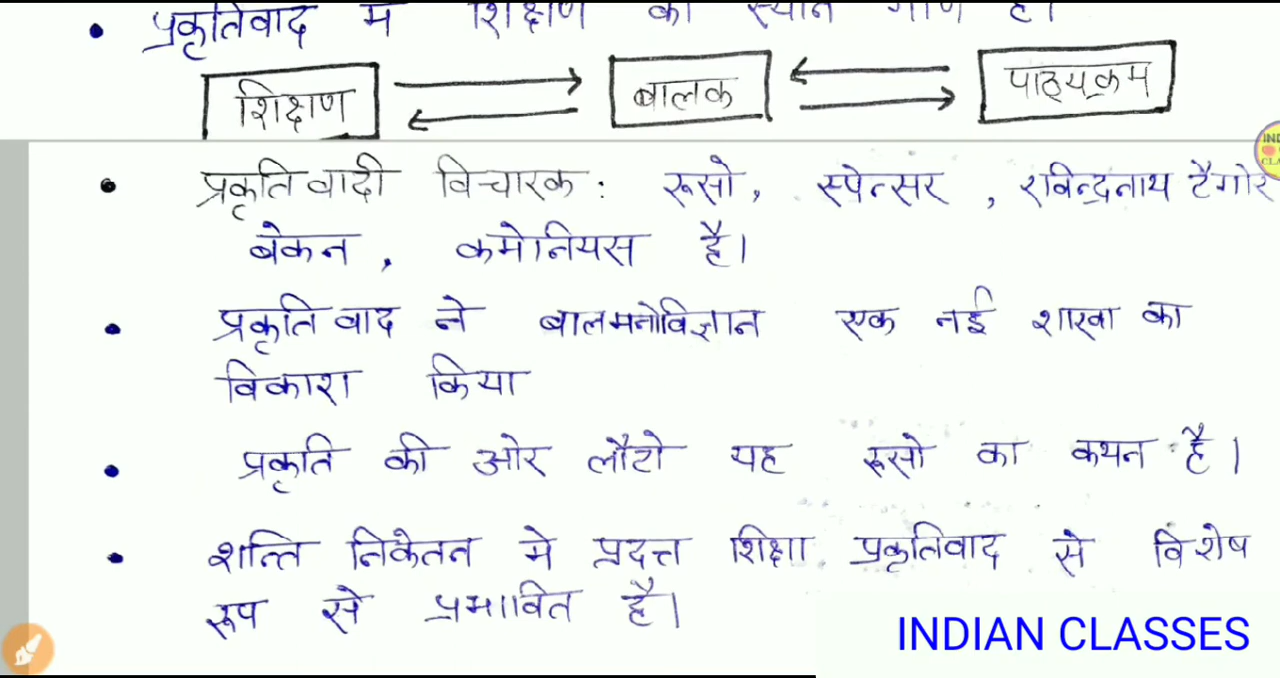 प्रकृतिवाद में शिक्षण का स्थान गौण है।
शिक्षण बालक पाठ्यक्रम
प्रकृतिवादी विचारक : रूसो, स्पेन्सर, रविन्द्रनाथ टैगोर
बेकन, कमेनियस है।
प्रकृतिवाद ने बालमनोविज्ञान एक नई शाखा का
विकाश किया
प्रकृति की ओर लौटो यह रूसो का कथन है।
शन्ति निकेतन मे प्रदत्त शिक्षा प्रकृतिवाद से विशेष
रूप से प्रभावित है।
INDIAN CLASSES